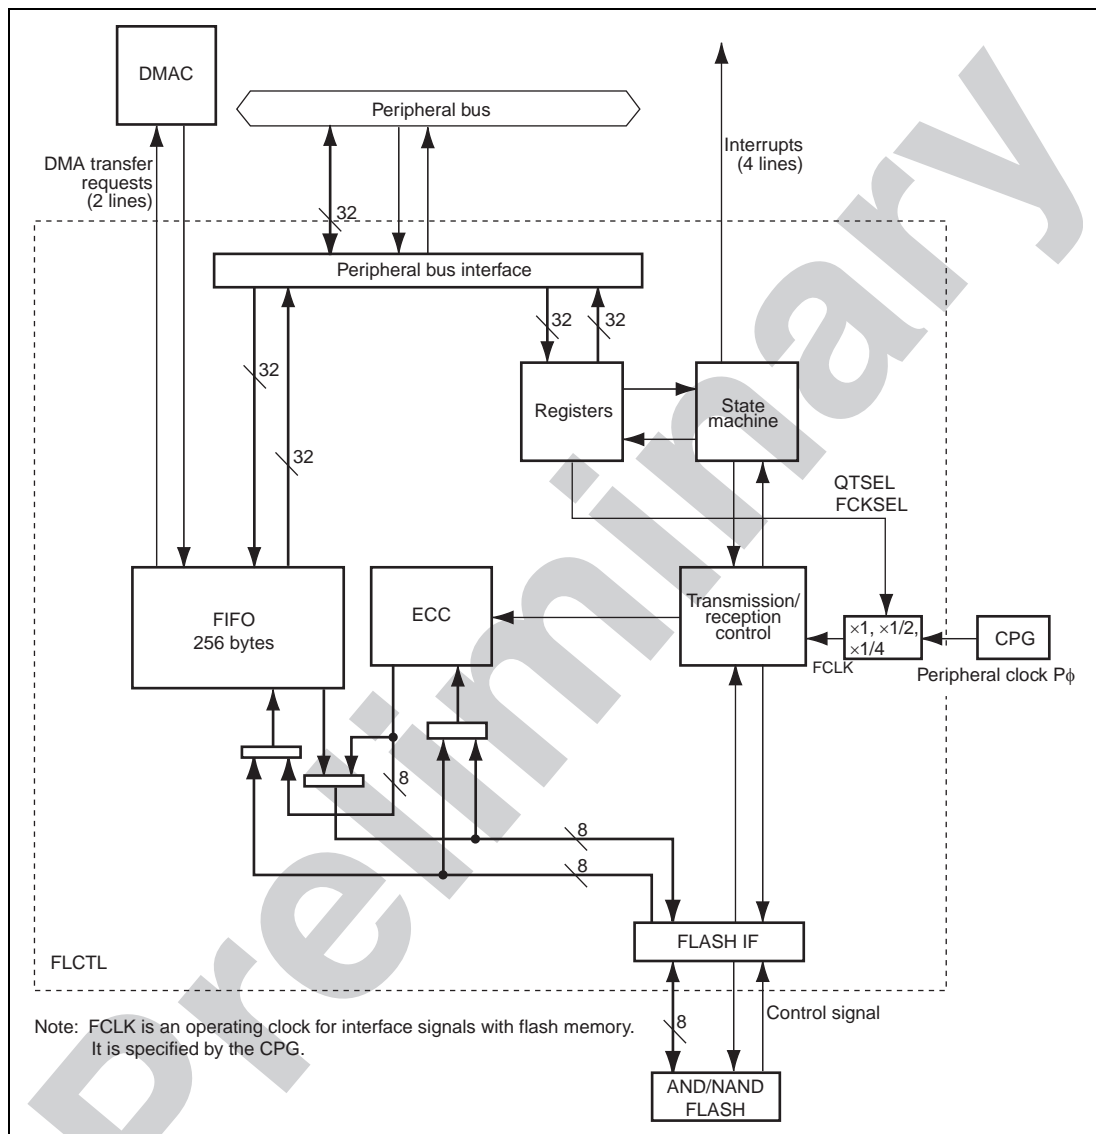 DMAC
Peripheral bus
DMA transfer
requests
(2 lines)
Interrupts
(4 lines)
32
Peripheral bus interface
32
32
32
32
Registers
State
machine
QTSEL
FCKSEL
FIFO
256 bytes
ECC
Transmission/
reception
control
×1, ×1/2,
×1/4
CPG
FCLK
Peripheral clock Pϕ
8
8
8
FLASH IF
FLCTL
Control signal
Note: FCLK is an operating clock for interface signals with flash memory.
It is specified by the CPG.
8
AND/NAND
FLASH
Preliminary